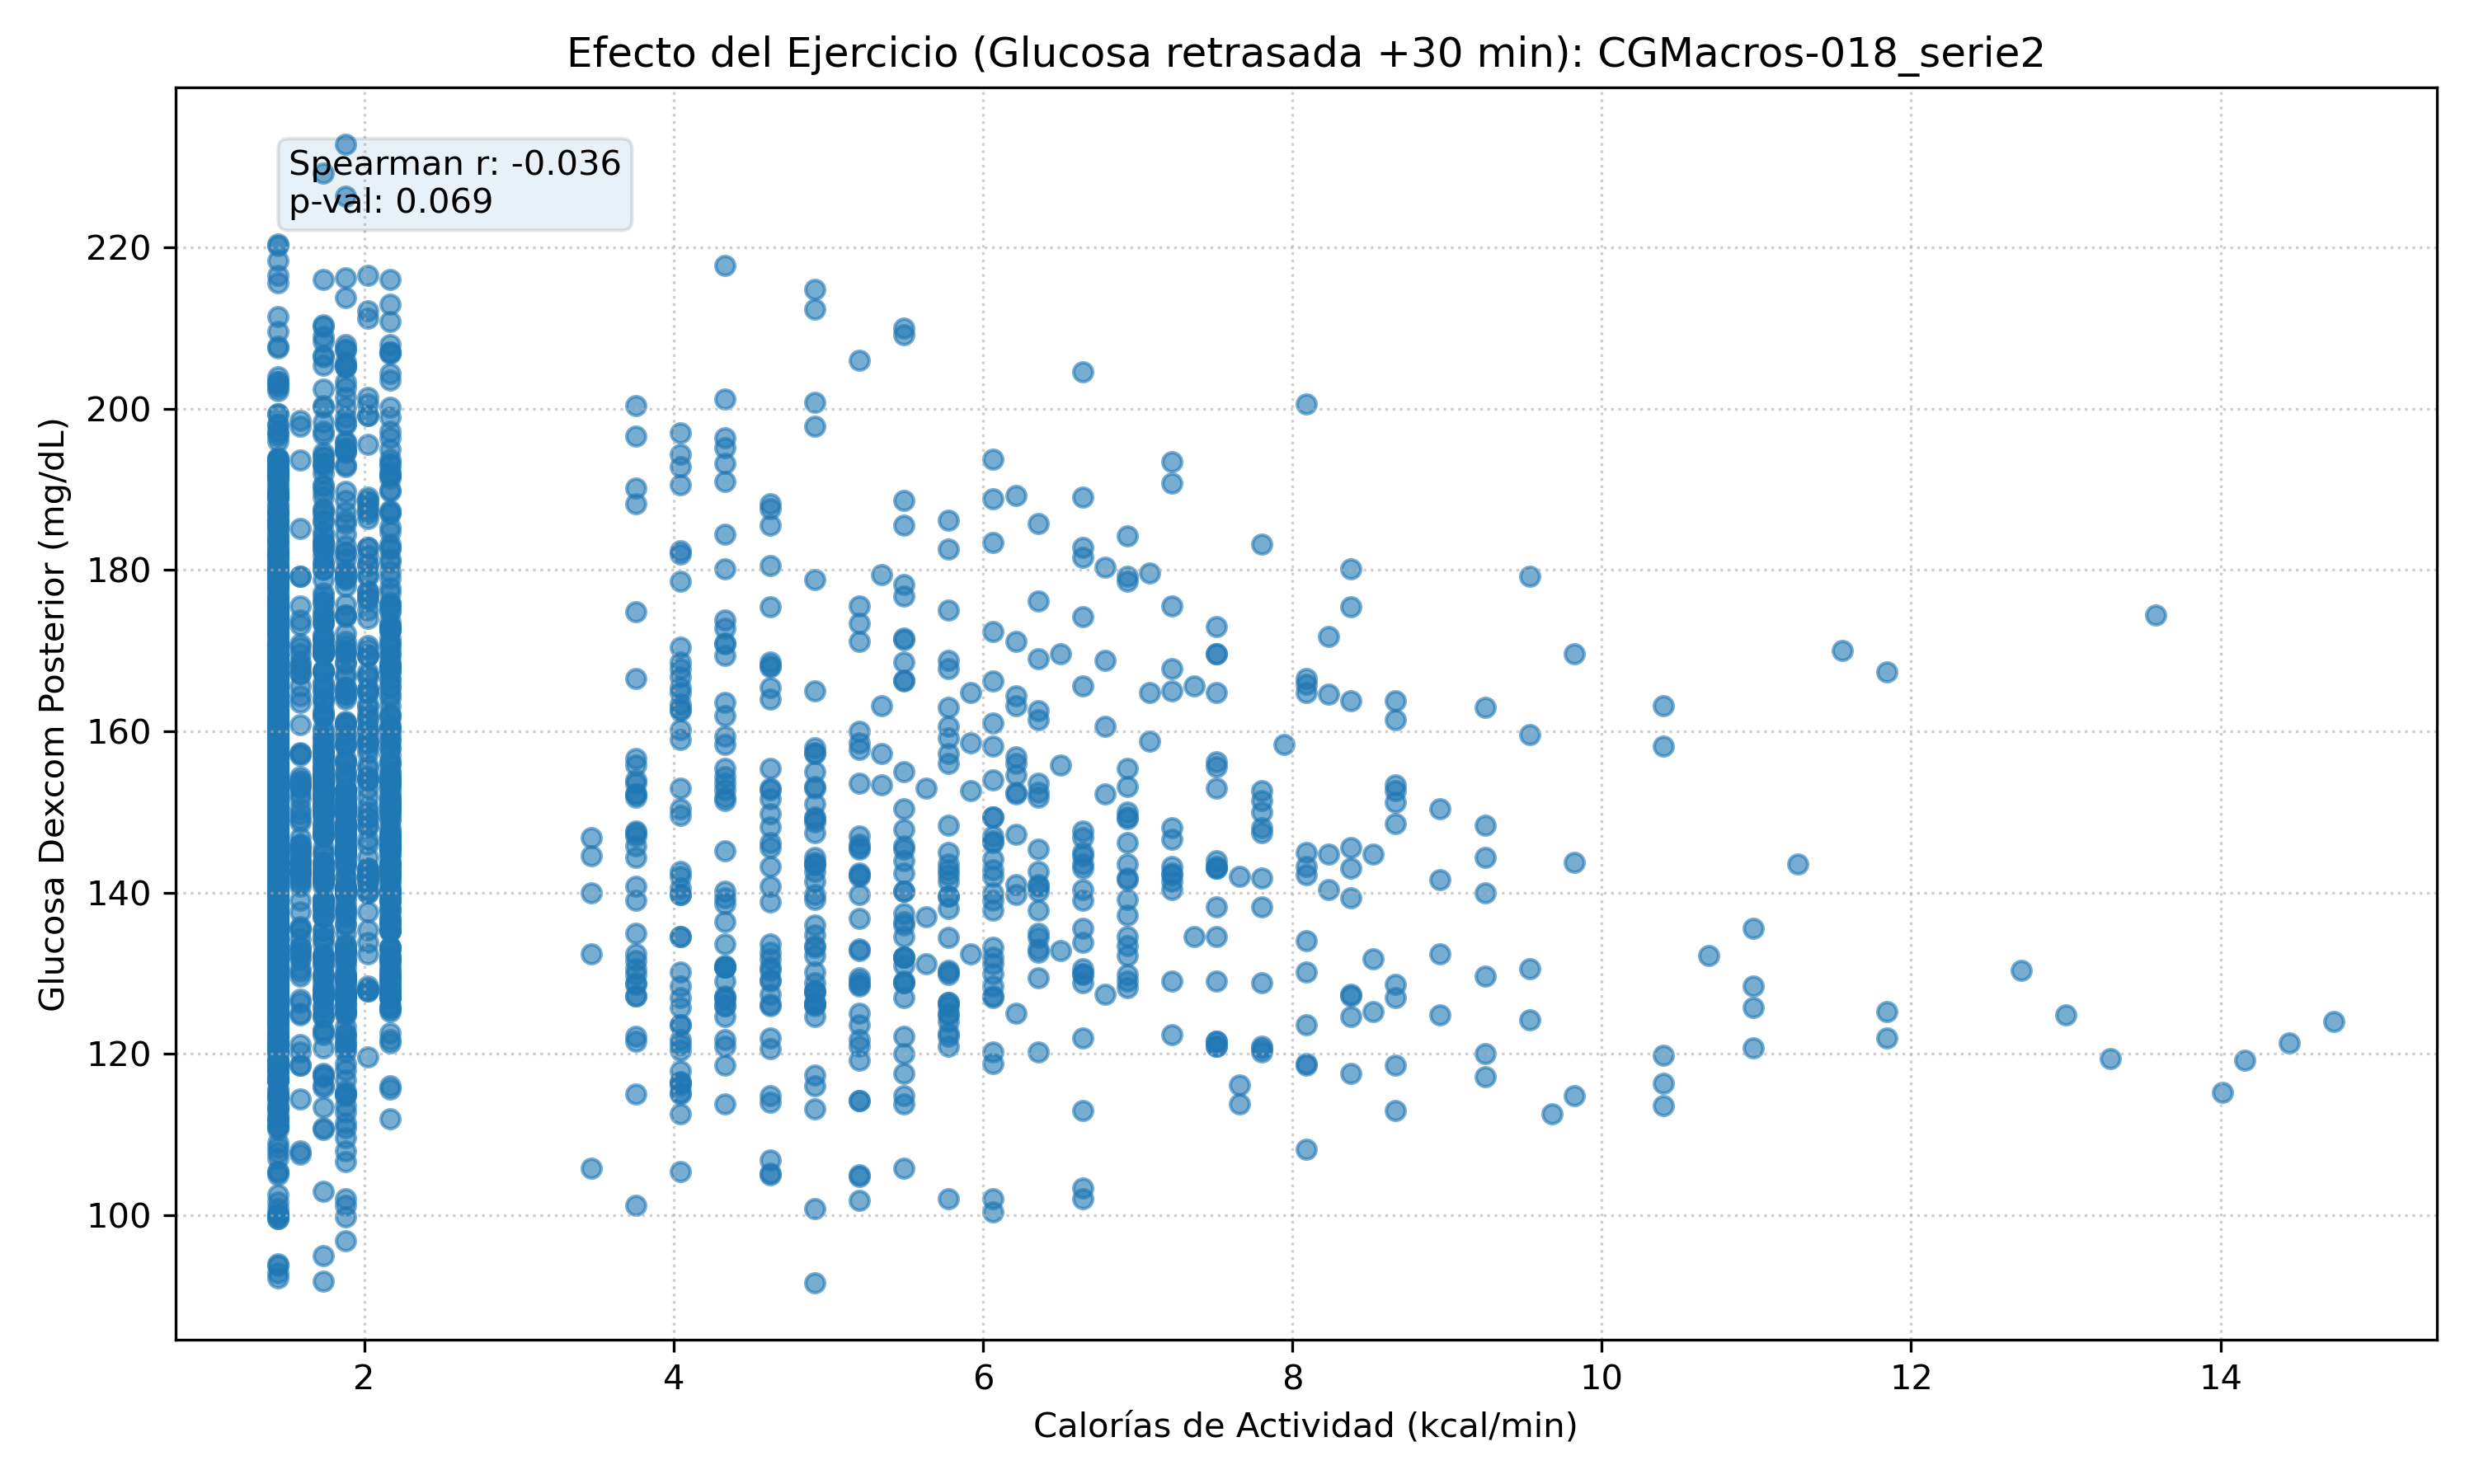 Efecto del Ejercicio (Glucosa retrasada +30 min): CGMacros-018_serie2
Spearman r: -0.036
p-val: 0.069
Glucosa Dexcom Posterior (mg/dL)
220
200
180
160
140
120
100
2 4 6 8 10 12 14
Calorías de Actividad (kcal/min)